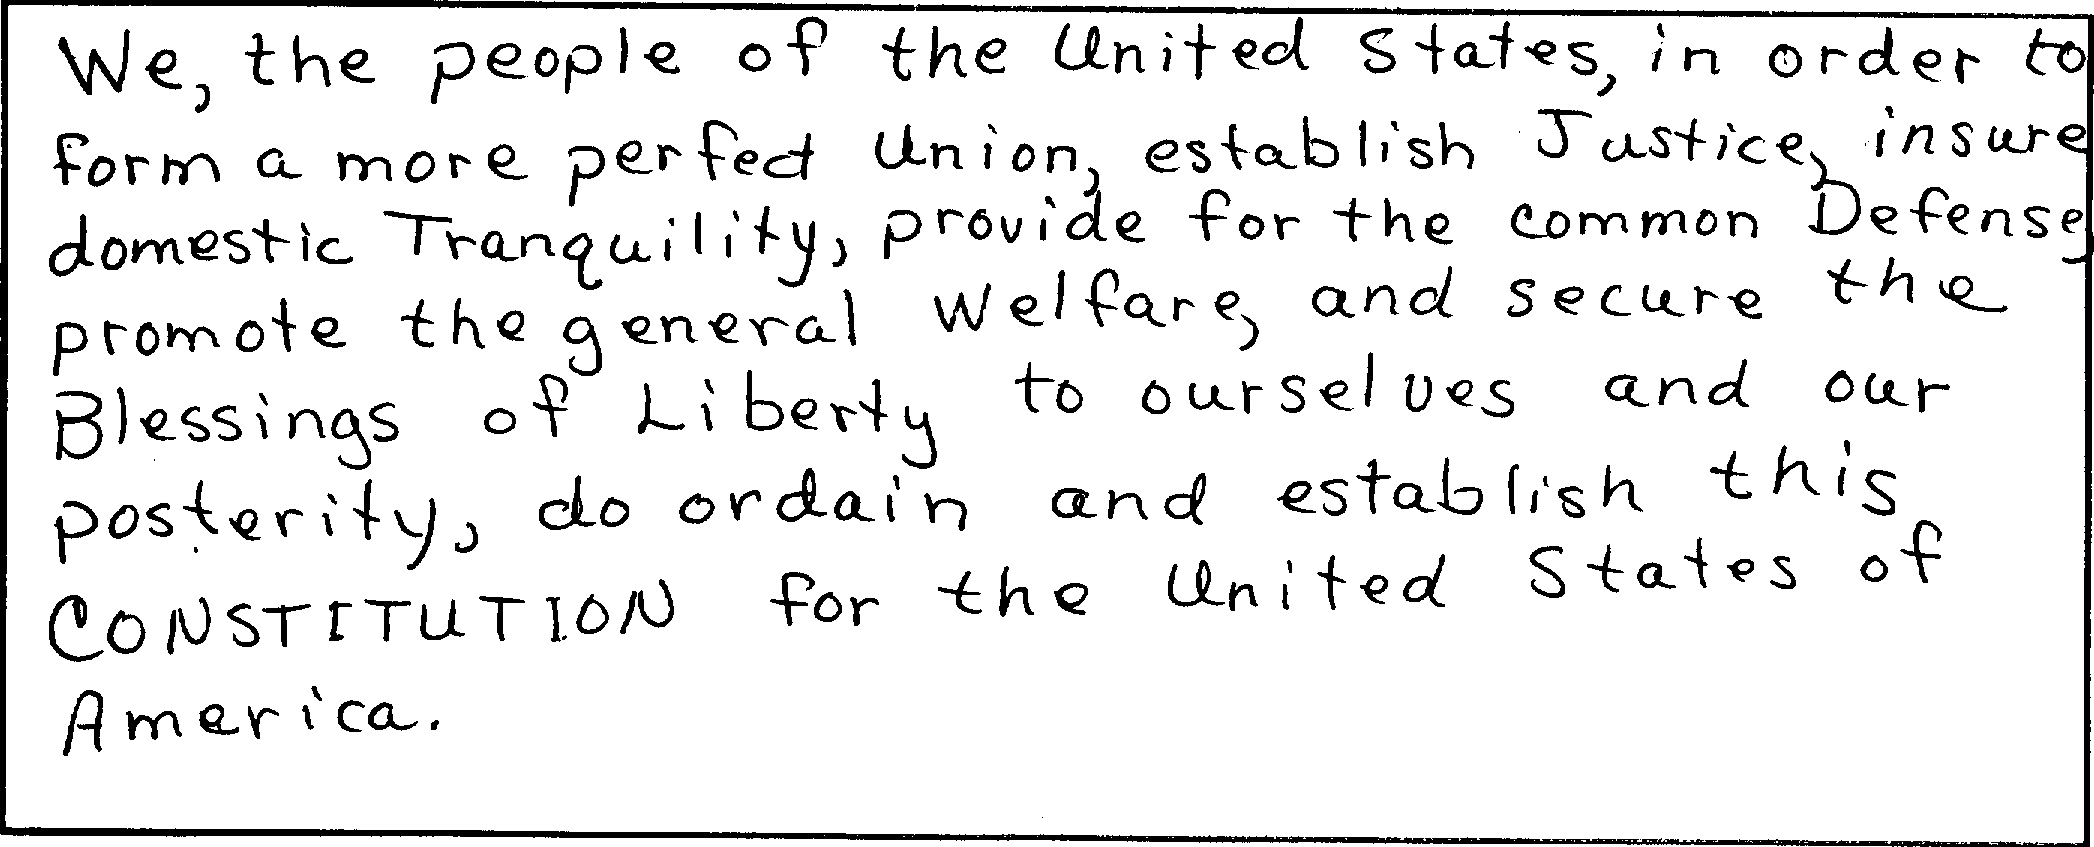 We, the people of the United States, in order to
form a more perfect Union, establish Justice, insure
domestic Tranquility, provide for the common Defense,
promote the general Welfare, and secure the
Blessings of Liberty to ourselves and our
posterity, do ordain and establish this
CONSTITUTION for the United States of
America.